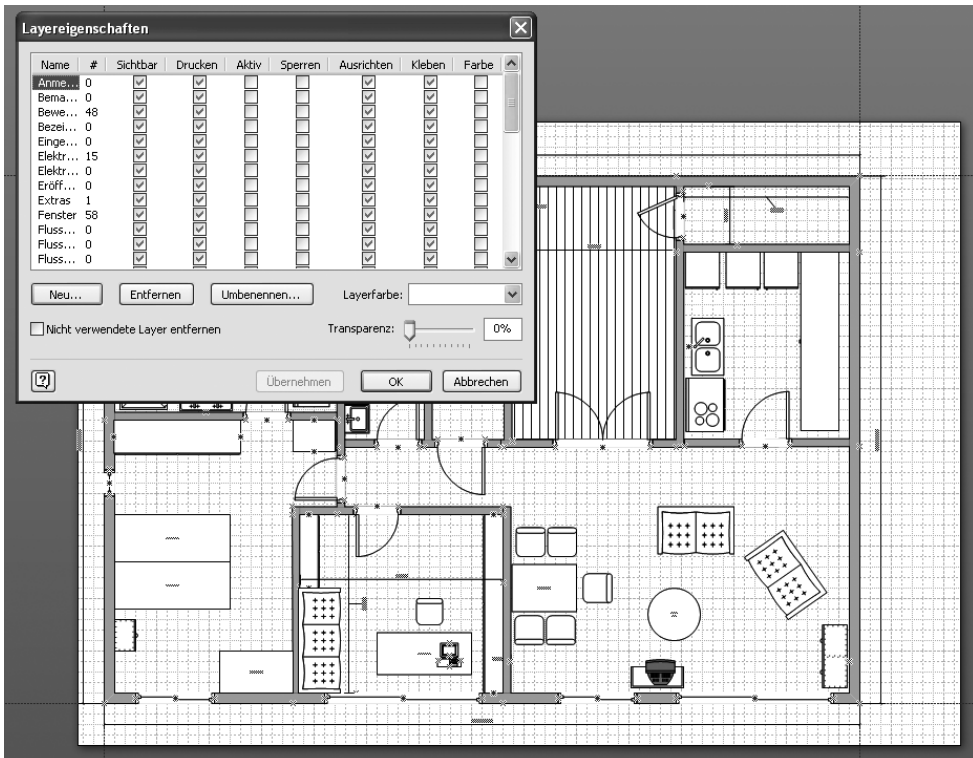 Layereigenschaften
Name # Sichtbar Drucken Aktiv Sperren Ausrichten Kleben Farbe
Anme... 0
Bema... 0
Bewe... 48
Bezei... 0
Einge... 0
Elektr... 15
Elektr... 0
Eröff... 0
Extras 1
Fenster 58
Fluss... 0
Fluss... 0
Fluss... 0
Neu... Entfernen Umbenennen... Layerfarbe:
Nicht verwendete Layer entfernen Transparenz: 0%
? Übernehmen OK Abbrechen